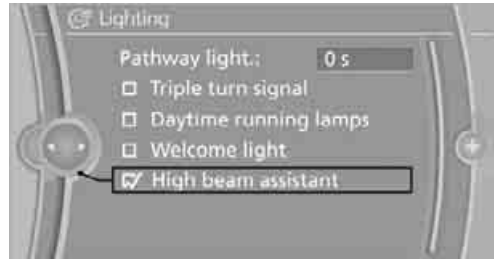 Lighting
Pathway light.: 0 s
Triple turn signal
Daytime running lamps
Welcome light
High beam assistant